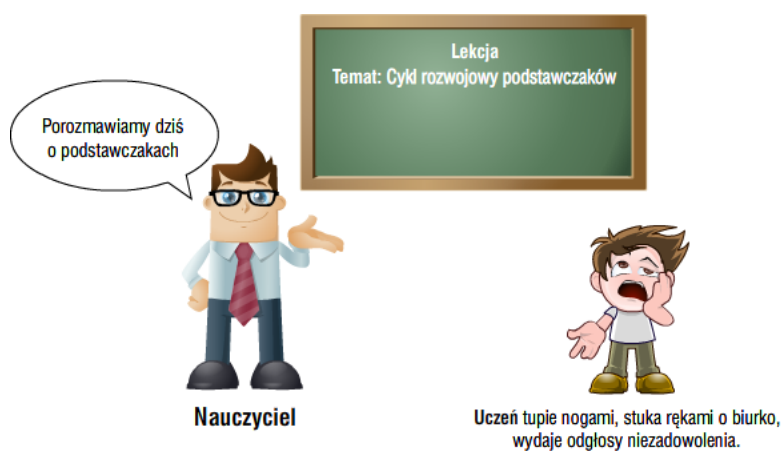 Lekcja
Temat: Cykl rozwojowy podstawczaków
Porozmawiamy dziś
o podstawczakach
Nauczyciel
Uczeń tupie nogami, stuka rękami o biurko,
wydaje odgłosy niezadowolenia.